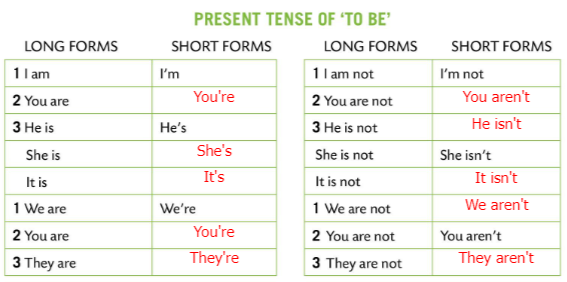 PRESENT TENSE OF ‘TO BE’
LONG FORMS SHORT FORMS LONG FORMS SHORT FORMS
1 I am I’m 1 I am not I’m not
2 You are You're 2 You are not You aren't
3 He is He’s 3 He is not He isn't
She is She's She is not She isn’t
It is It's It is not It isn't
1 We are We’re 1 We are not We aren't
2 You are You're 2 You are not You aren’t
3 They are They're 3 They are not They aren't